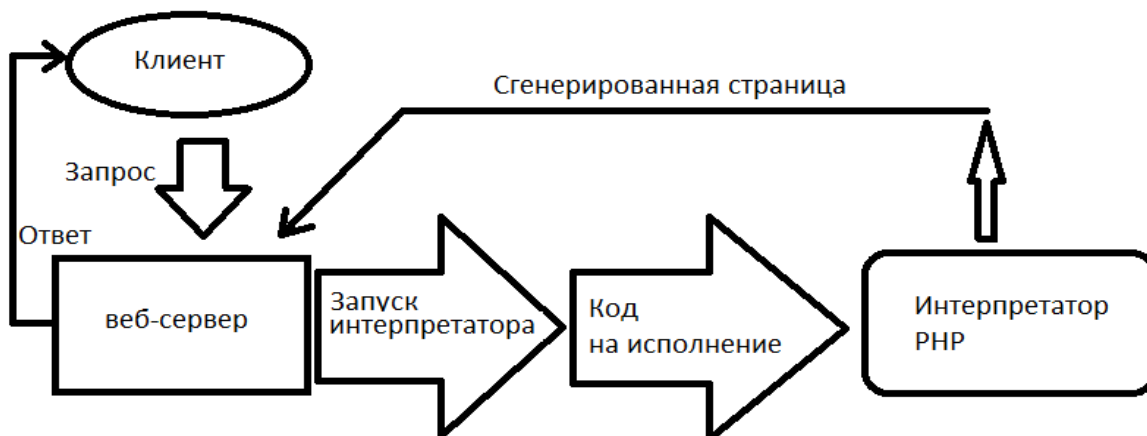 Клиент
Сгенерированная страница
Запрос
Ответ
веб-сервер
Запуск
интерпретатора
Код
на исполнение
Интерпретатор
PHP